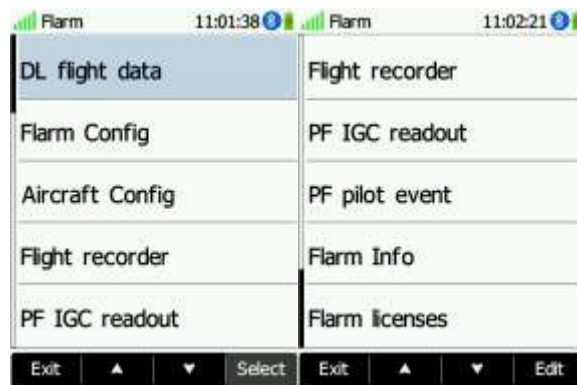 Flarm 11:01:38
DL flight data
Flarm Config
Aircraft Config
Flight recorder
PF IGC readout
Exit Select
Flarm 11:02:21
Flight recorder
PF IGC readout
PF pilot event
Flarm Info
Flarm licenses
Exit Edit